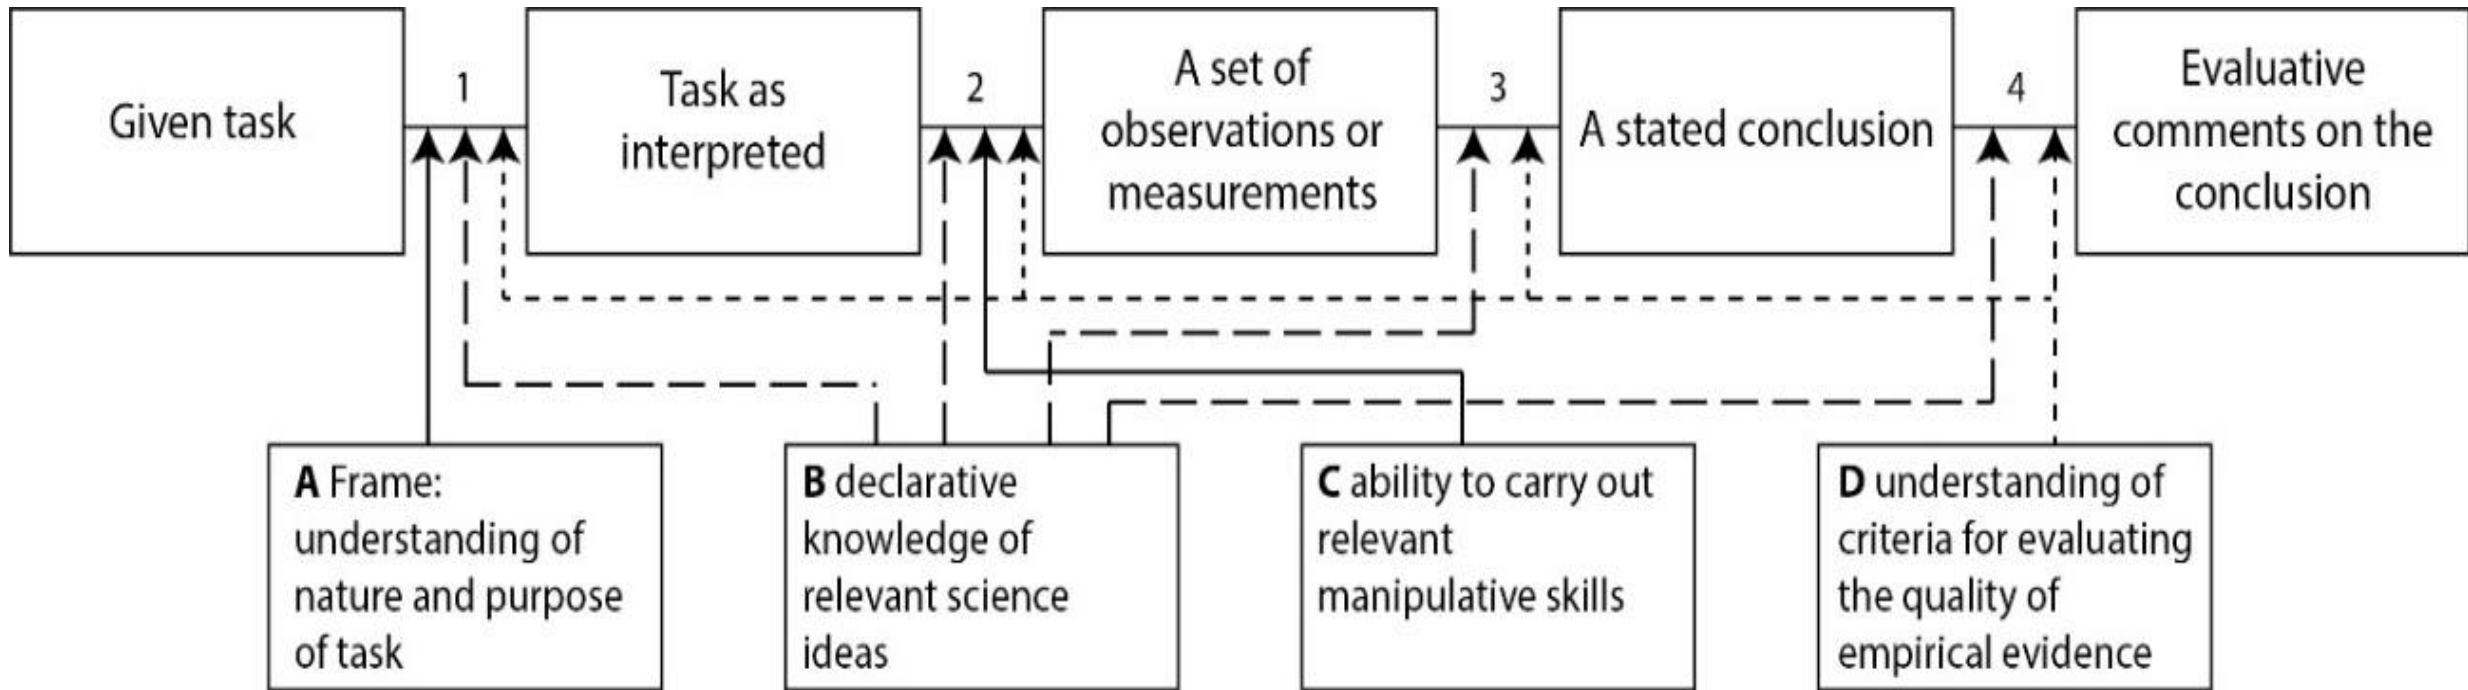 Given task
1
Task as
interpreted
2
A set of
observations or
measurements
3
A stated conclusion
4
Evaluative
comments on the
conclusion
A Frame:
understanding of
nature and purpose
of task
B declarative
knowledge of
relevant science
ideas
C ability to carry out
relevant
manipulative skills
D understanding of
criteria for evaluating
the quality of
empirical evidence